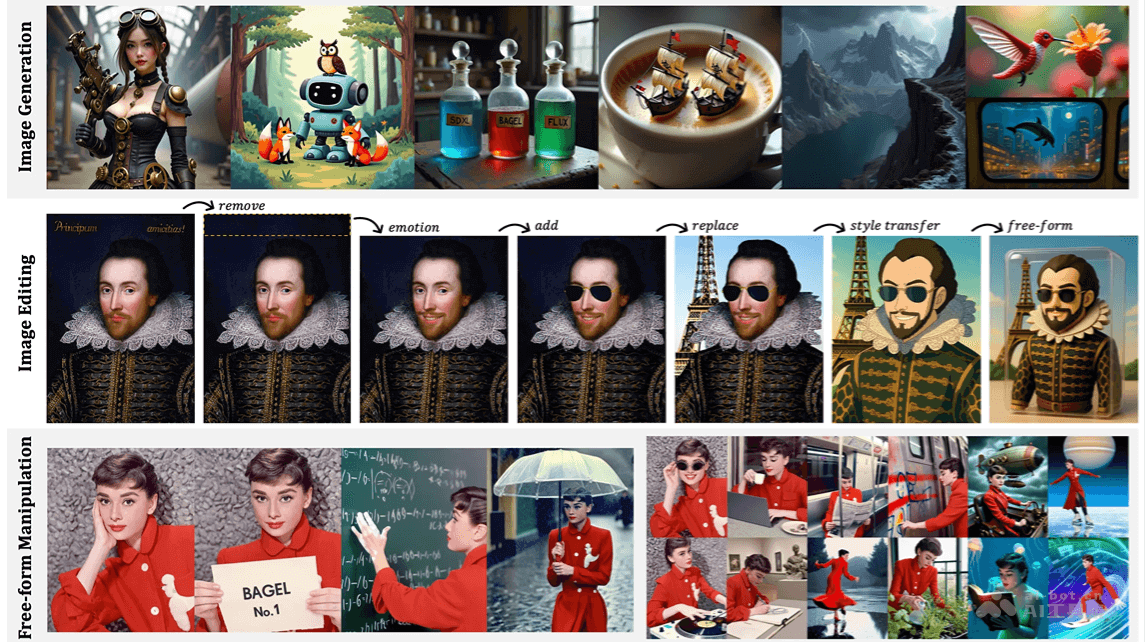 Image Generation
SDXL
BAGEL
FLUX
Image Editing
remove
emotion
add
replace
style transfer
free-form
Principum
amicitias!
Free-form Manipulation
BAGEL
No.1